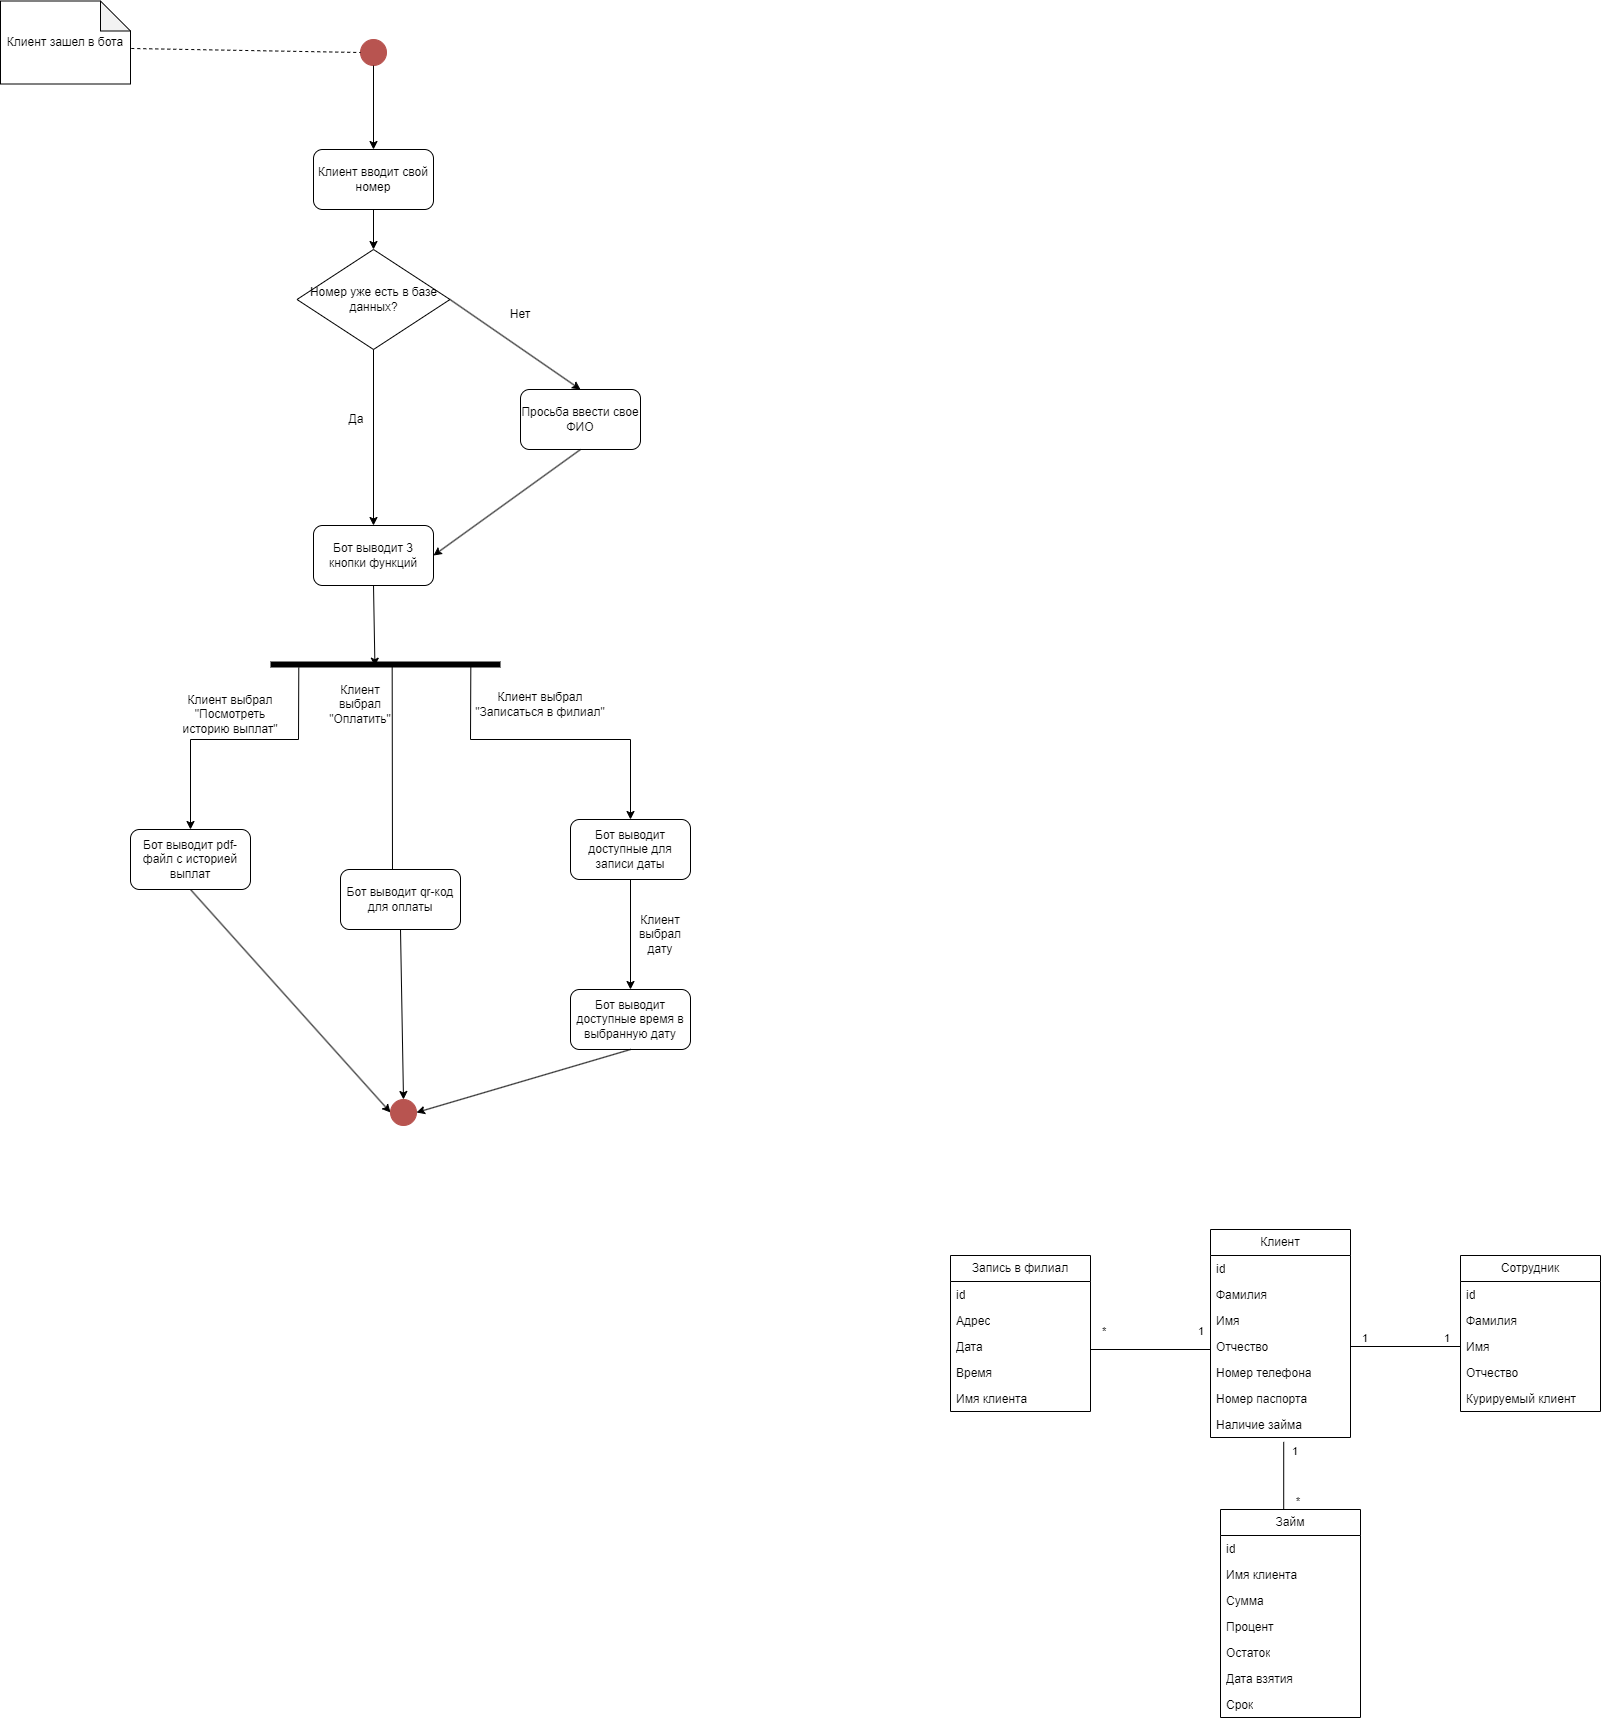 Клиент зашел в бота
Клиент вводит свой
номер
Номер уже есть в базе
данных?
Нет
Просьба ввести свое
ФИО
Да
Бот выводит 3
кнопки функций
Клиент выбрал
"Посмотреть
историю выплат"
Клиент
выбрал
"Оплатить"
Клиент выбрал
"Записаться в филиал"
Бот выводит pdf-
файл с историей
выплат
Бот выводит qr-код
для оплаты
Бот выводит
доступные для
записи даты
Клиент
выбрал
дату
Бот выводит
доступные время в
выбранную дату
Запись в филиал
id
Адрес
Дата
Время
Имя клиента
*
1
Клиент
id
Фамилия
Имя
Отчество
Номер телефона
Номер паспорта
Наличие займа
1
1
Сотрудник
id
Фамилия
Имя
Отчество
Курируемый клиент
1
*
Займ
id
Имя клиента
Сумма
Процент
Остаток
Дата взятия
Срок